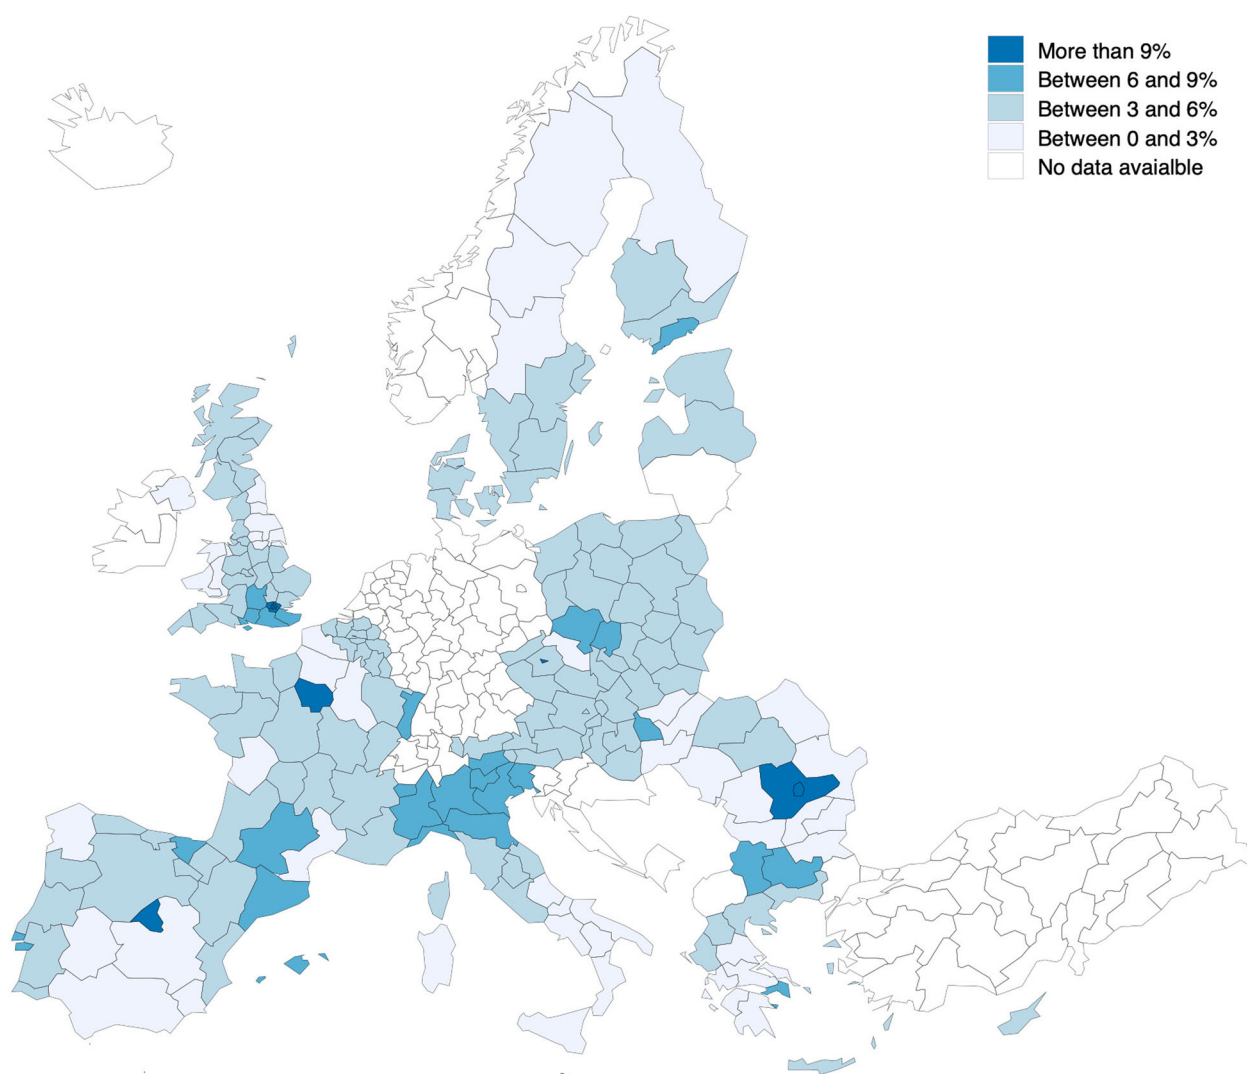 More than 9%
Between 6 and 9%
Between 3 and 6%
Between 0 and 3%
No data avaialble